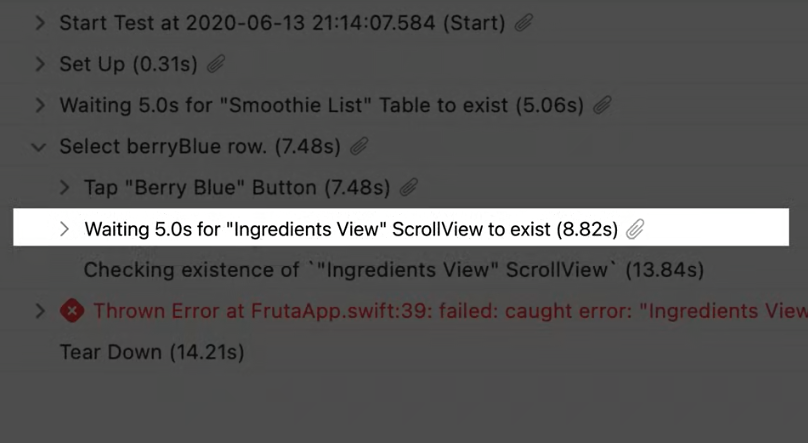 Start Test at 2020-06-13 21:14:07.584 (Start)
Set Up (0.31s)
Waiting 5.0s for "Smoothie List" Table to exist (5.06s)
Select berryBlue row. (7.48s)
Tap "Berry Blue" Button (7.48s)
Waiting 5.0s for "Ingredients View" ScrollView to exist (8.82s)
Checking existence of `"Ingredients View" ScrollView` (13.84s)
Thrown Error at FrutaApp.swift:39: failed: caught error: "Ingredients View
Tear Down (14.21s)